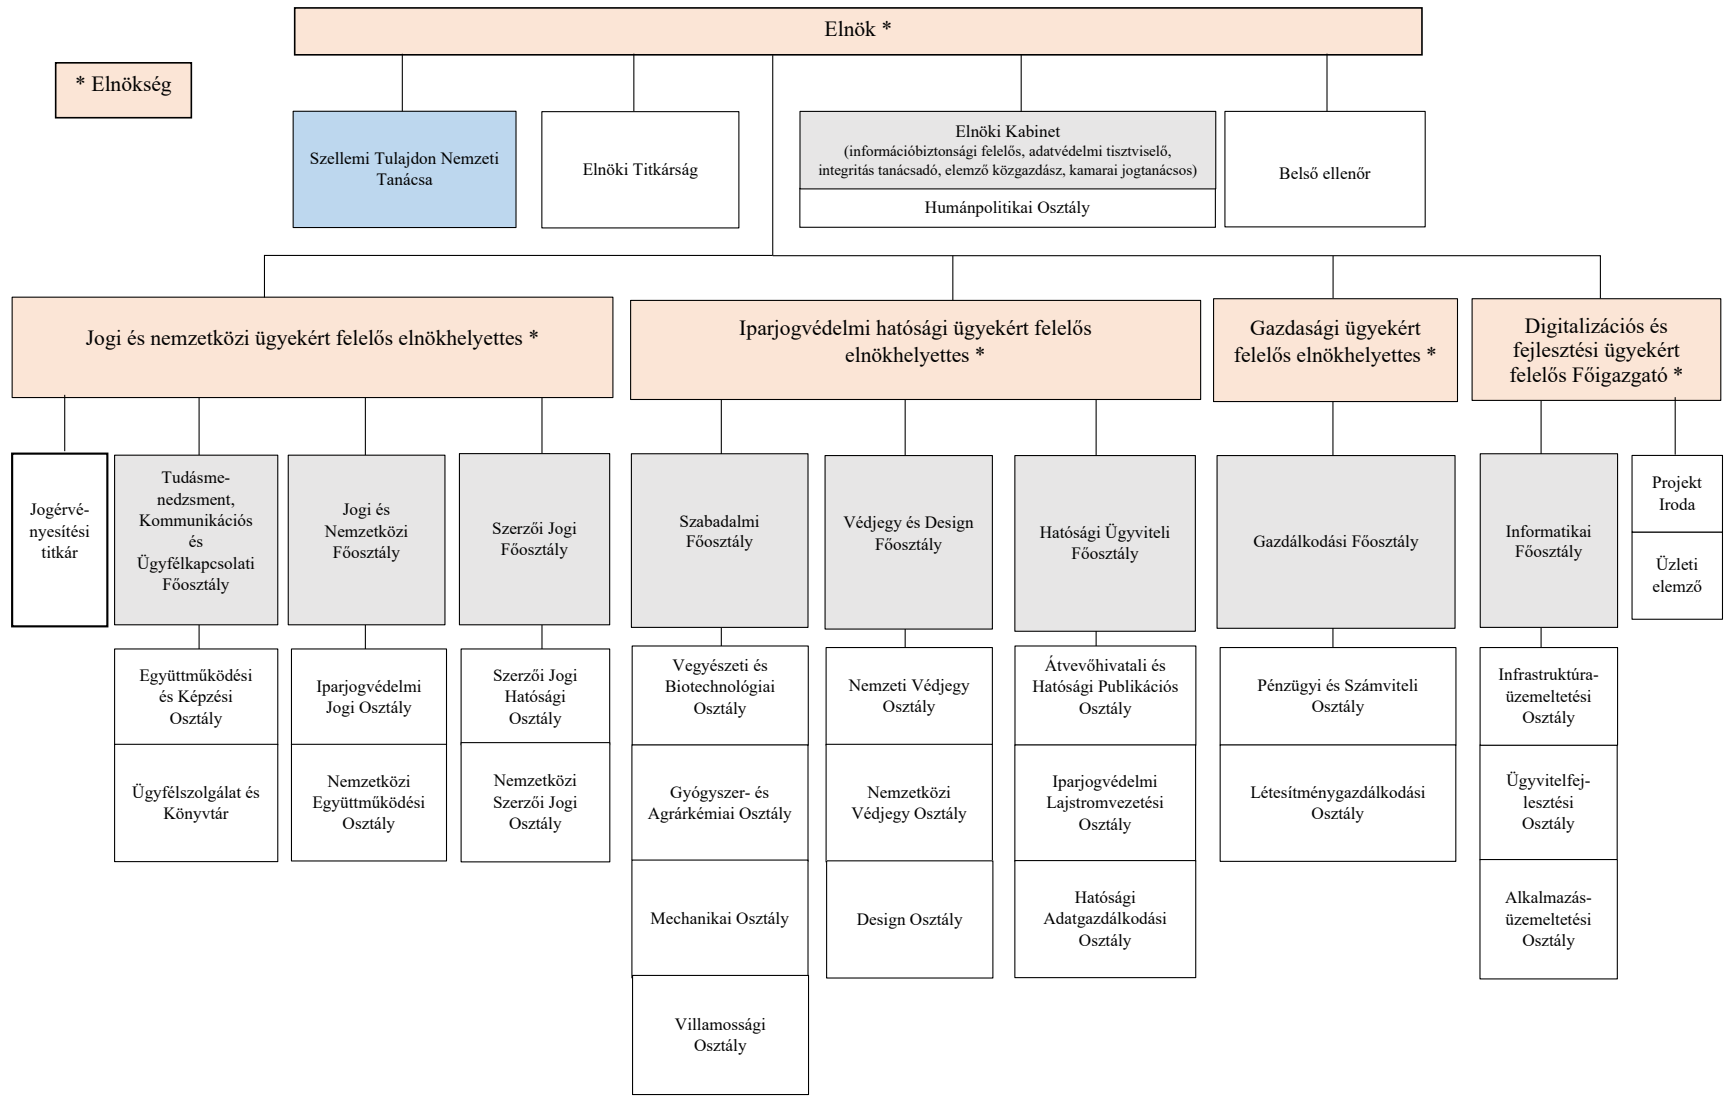 Elnök *
* Elnökség
Szellemi Tulajdon Nemzeti
Tanácsa
Elnöki Titkárság
Elnöki Kabinet
(információbiztonsági felelős, adatvédelmi tisztviselő,
integritás tanácsadó, elemző közgazdász, kamarai jogtanácsos)
Humánpolitikai Osztály
Belső ellenőr
Jogi és nemzetközi ügyekért felelős elnökhelyettes *
Iparjogvédelmi hatósági ügyekért felelős
elnökhelyettes *
Gazdasági ügyekért
felelős elnökhelyettes *
Digitalizációs és
fejlesztési ügyekért
felelős Főigazgató *
Jogérvé-
nyesítési
titkár
Tudásme-
nedzsment,
Kommunikációs
és
Ügyfélkapcsolati
Főosztály
Jogi és
Nemzetközi
Főosztály
Szerzői Jogi
Főosztály
Szabadalmi
Főosztály
Védjegy és Design
Főosztály
Hatósági Ügyviteli
Főosztály
Gazdálkodási Főosztály
Informatikai
Főosztály
Projekt
Iroda
Üzleti
elemző
Együttműködési
és Képzési
Osztály
Iparjogvédelmi
Jogi Osztály
Szerzői Jogi
Hatósági
Osztály
Vegyészeti és
Biotechnológiai
Osztály
Nemzeti Védjegy
Osztály
Átvevőhivatali és
Hatósági Publikációs
Osztály
Pénzügyi és Számviteli
Osztály
Infrastruktúra-
üzemeltetési
Osztály
Ügyfélszolgálat és
Könyvtár
Nemzetközi
Együttműködési
Osztály
Nemzetközi
Szerzői Jogi
Osztály
Gyógyszer- és
Agrárkémiai Osztály
Nemzetközi
Védjegy Osztály
Iparjogvédelmi
Lajstromvezetési
Osztály
Létesítménygazdálkodási
Osztály
Ügyvitelfej-
lesztési
Osztály
Mechanikai Osztály
Design Osztály
Hatósági
Adatgazdálkodási
Osztály
Alkalmazás-
üzemeltetési
Osztály
Villamossági
Osztály